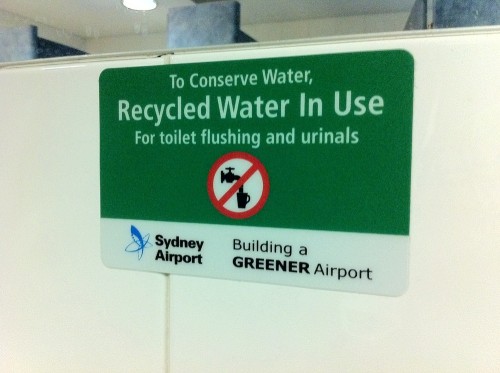 To Conserve Water,
Recycled Water In Use
For toilet flushing and urinals
Sydney
Airport
Building a
GREENER Airport